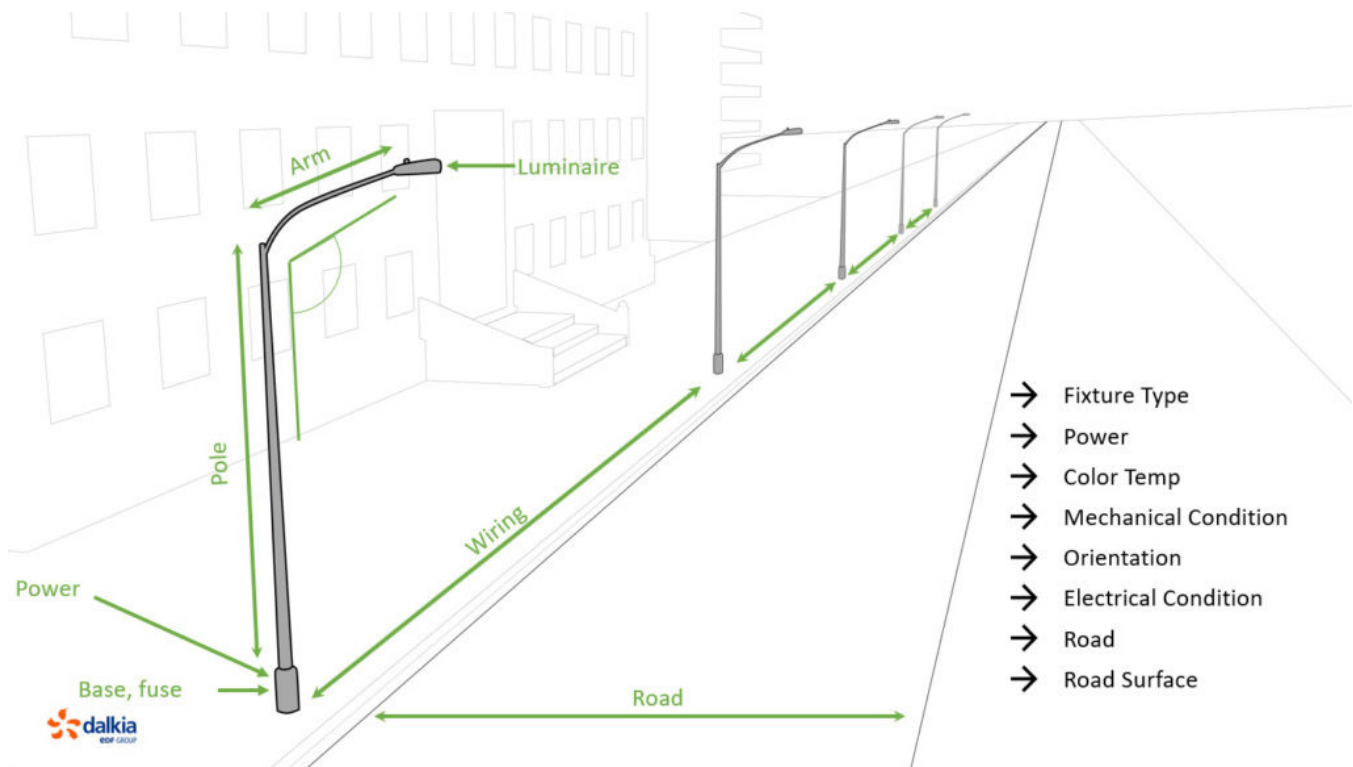 Arm
Luminaire
Pole
Wiring
Power
Base, fuse
Road
dalkia
EDF GROUP
Fixture Type
Power
Color Temp
Mechanical Condition
Orientation
Electrical Condition
Road
Road Surface